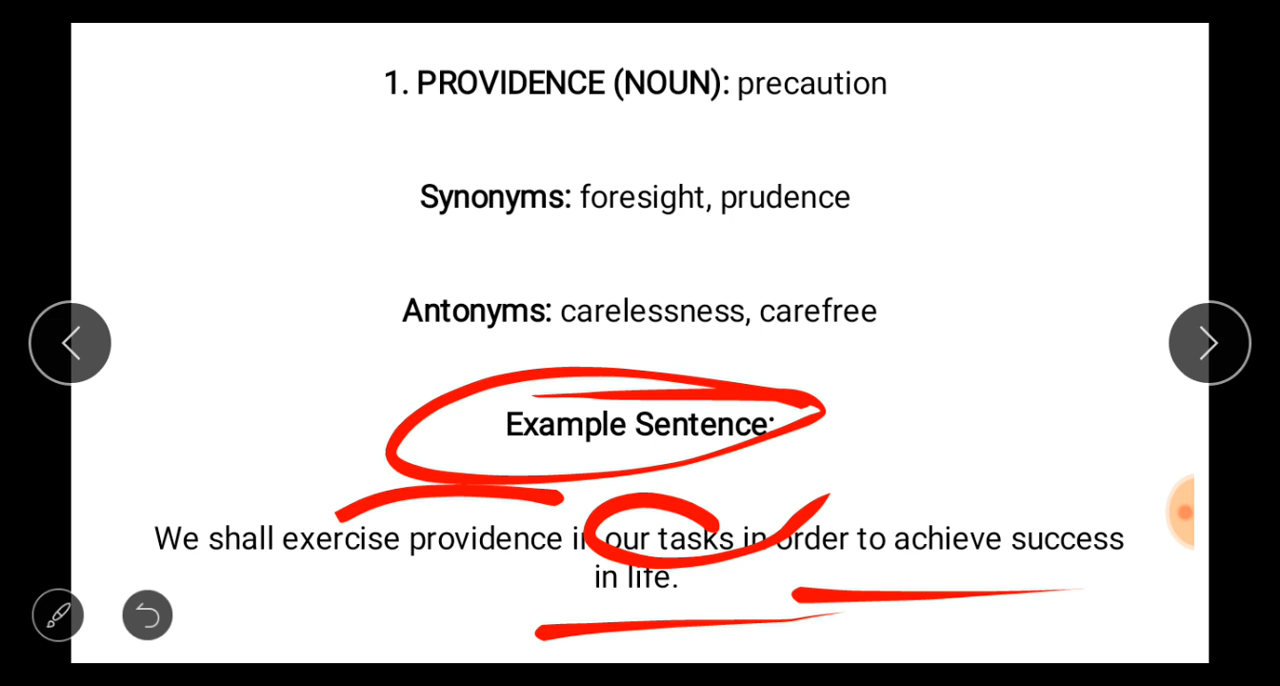 1. PROVIDENCE (NOUN): precaution
Synonyms: foresight, prudence
Antonyms: carelessness, carefree
Example Sentence:
We shall exercise providence in our tasks in order to achieve success
in life.